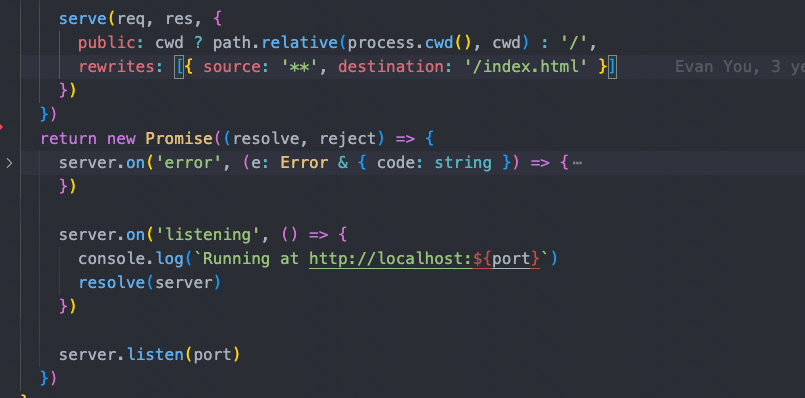 serve(req, res, {
public: cwd ? path.relative(process.cwd(), cwd) : '/',
rewrites: [{ source: '**', destination: '/index.html' }] Evan You, 3 ye
})
})
return new Promise((resolve, reject) => {
server.on('error', (e: Error & { code: string }) => {⋯
})
server.on('listening', () => {
console.log(`Running at http://localhost:${port}`)
resolve(server)
})
server.listen(port)
})